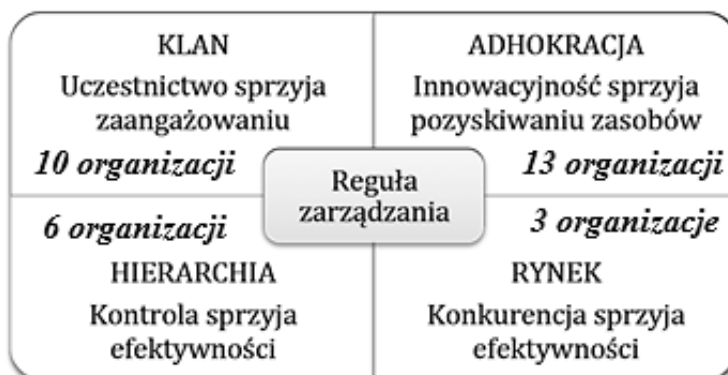 KLAN
Uczestnictwo sprzyja
zaangażowaniu
10 organizacji
ADHOKRACJA
Innowacyjność sprzyja
pozyskiwaniu zasobów
13 organizacji
Reguła
zarządzania
6 organizacji
HIERARCHIA
Kontrola sprzyja
efektywności
3 organizacje
RYNEK
Konkurencja sprzyja
efektywności